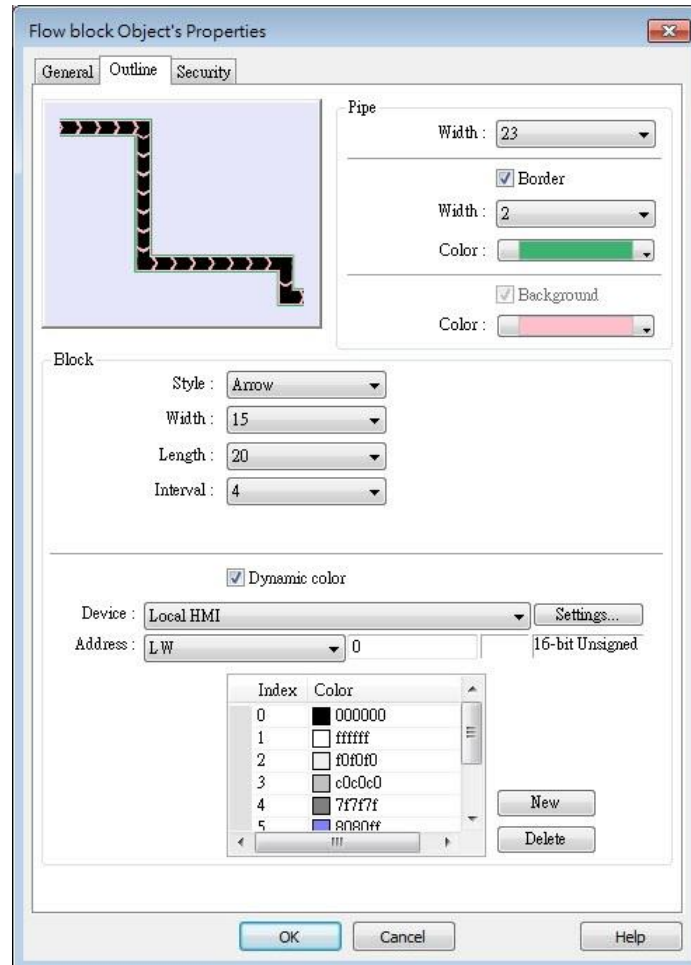 Flow block Object's Properties
General Outline Security
Pipe
Width : 23
Border
Width : 2
Color :
Background
Color :
Block
Style : Arrow
Width : 15
Length : 20
Interval : 4
Dynamic color
Device : Local HMI Settings...
Address : LW 0 16-bit Unsigned
Index Color
0 000000
1 ffffff
2 f0f0f0
3 c0c0c0
4 7f7f7f
5 8080ff
New
Delete
OK Cancel Help